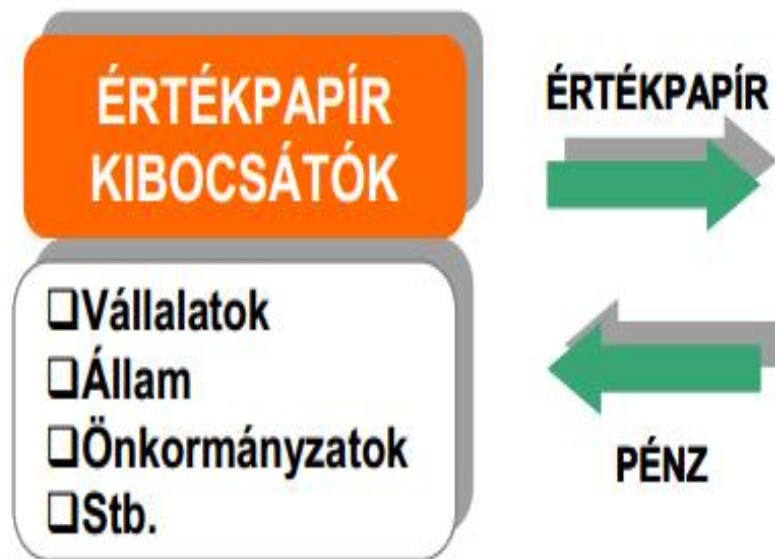 ÉRTÉKPAPÍR
KIBOCSÁTÓK
❑Vállalatok
❑Állam
❑Önkormányzatok
❑Stb.
ÉRTÉKPAPÍR
PÉNZ